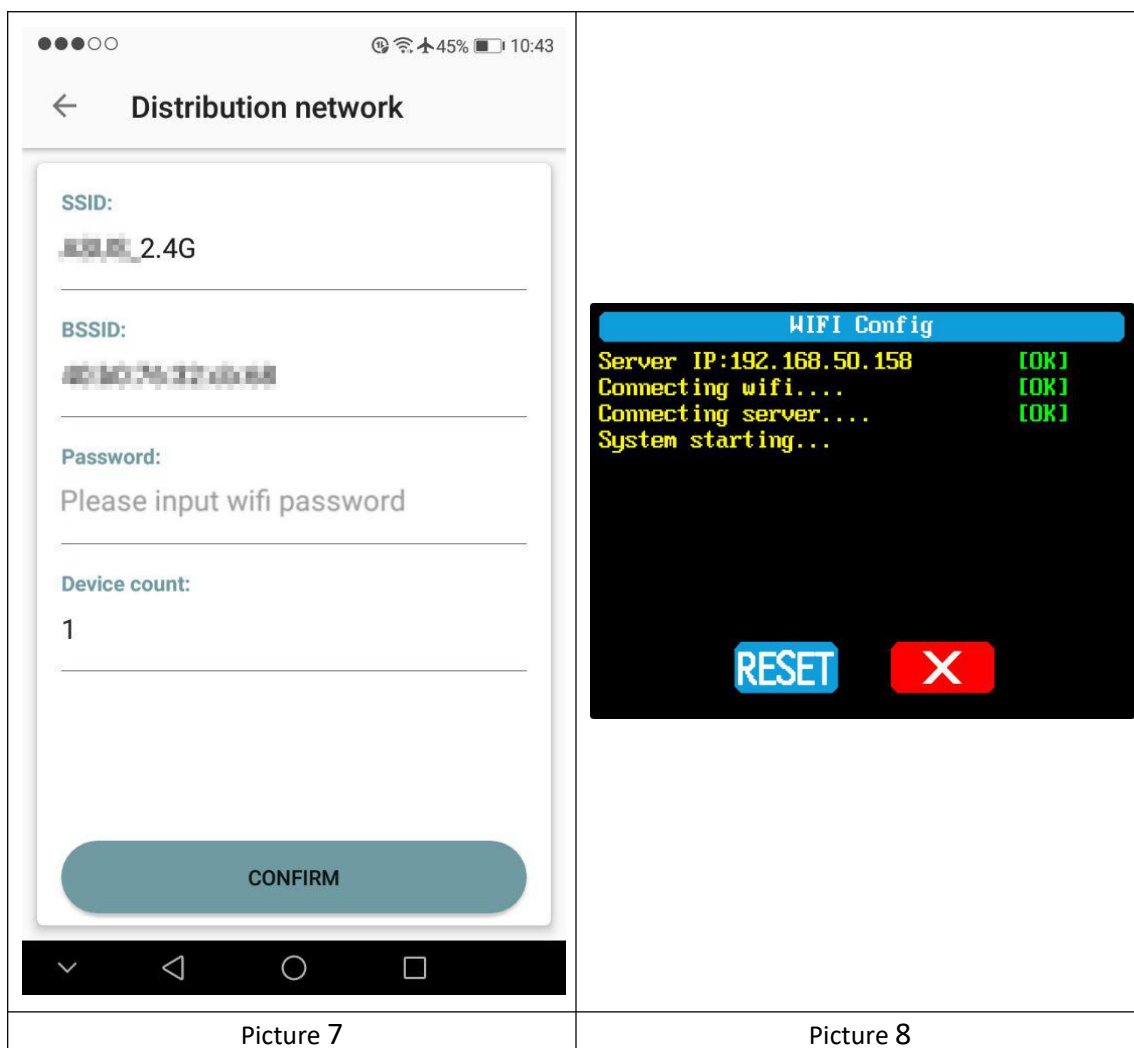 45% 10:43
Distribution network
SSID:
_2.4G
BSSID:
Password:
Please input wifi password
Device count:
1
CONFIRM
Picture 7
WIFI Config
Server IP:192.168.50.158 [OK]
Connecting wifi.... [OK]
Connecting server.... [OK]
System starting...
RESET
X
Picture 8